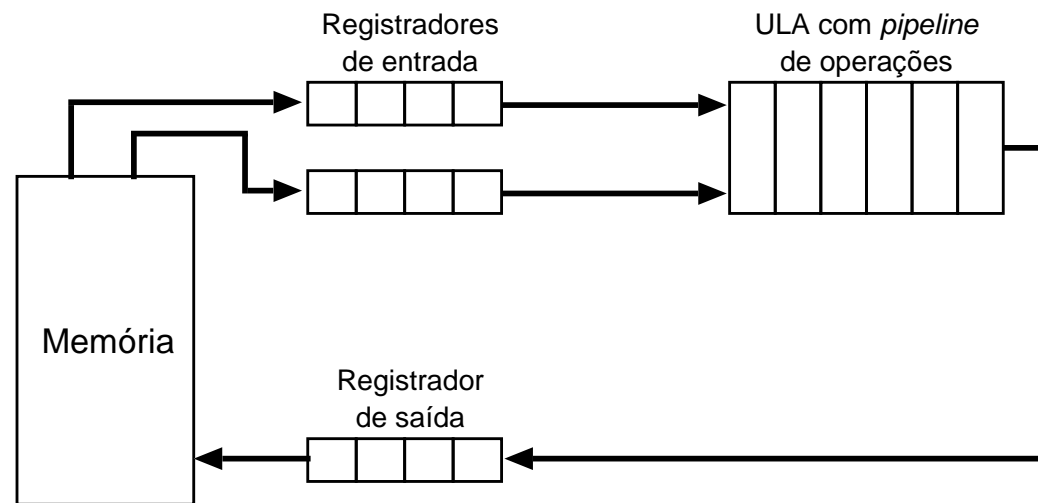 Registradores
de entrada
ULA com pipeline
de operações
Memória
Registrador
de saída